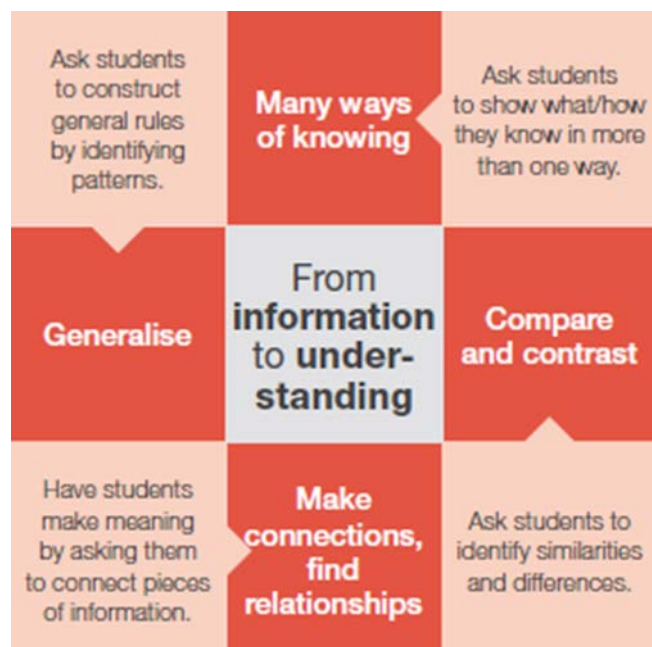 Ask students
to construct
general rules
by identifying
patterns.
Many ways
of knowing
Ask students
to show what/how
they know in more
than one way.
Generalise
From
information
to under-
standing
Compare
and contrast
Have students
make meaning
by asking them
to connect pieces
of information.
Make
connections,
find
relationships
Ask students to
identify similarities
and differences.